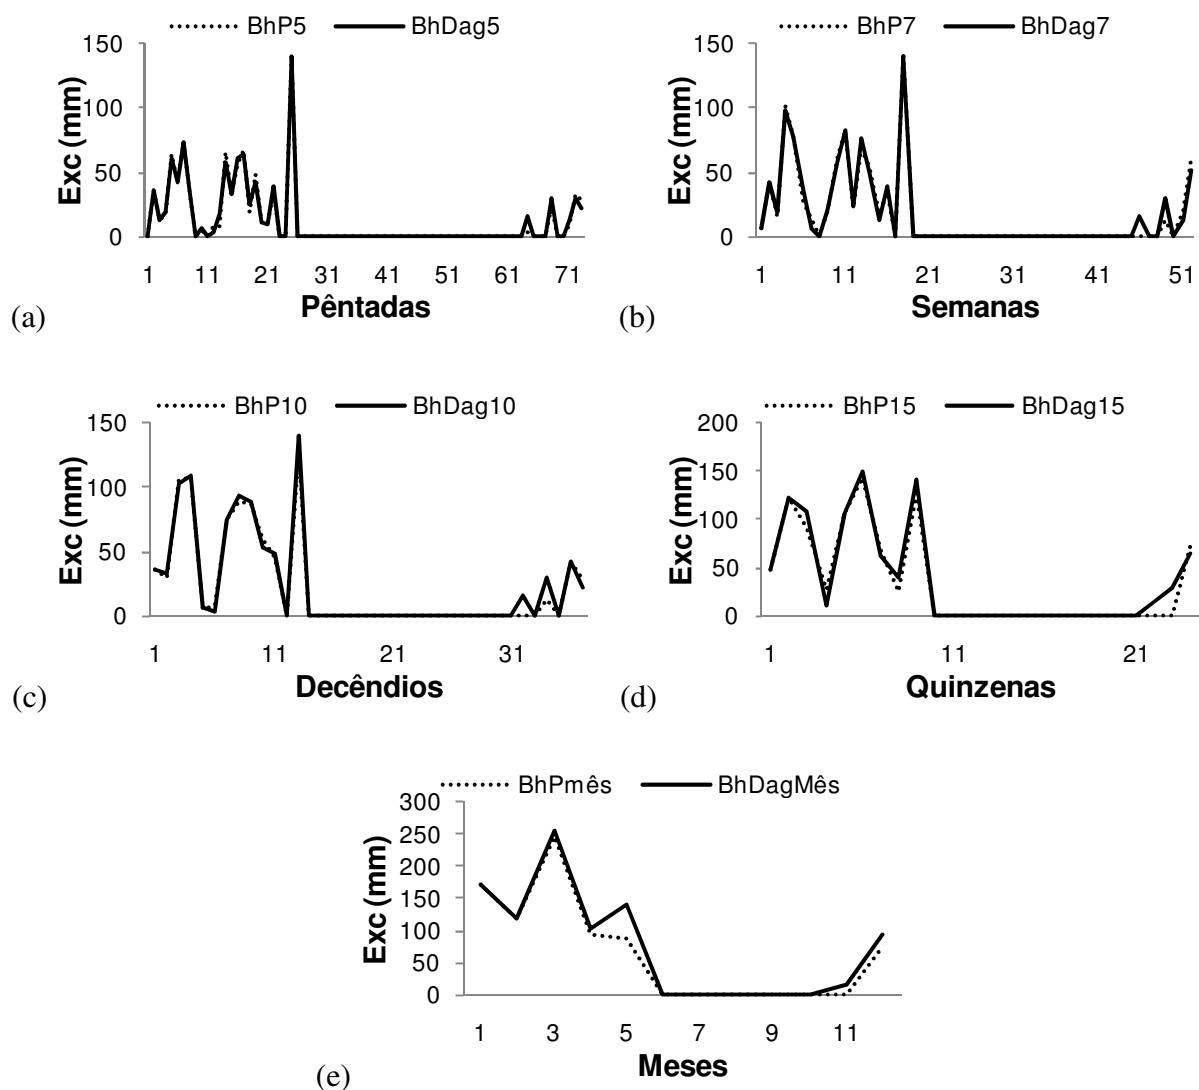 BhP5 BhDag5
150
100
50
0
Exc (mm)
1 11 21 31 41 51 61 71
Pêntadas
(a)
BhP7 BhDag7
150
100
50
0
Exc (mm)
1 11 21 31 41 51
Semanas
(b)
BhP10 BhDag10
150
100
50
0
Exc (mm)
1 11 21 31
Decêndios
(c)
BhP15 BhDag15
200
150
100
50
0
Exc (mm)
1 11 21
Quinzenas
(d)
BhPmês BhDagMês
300
250
200
150
100
50
0
Exc (mm)
1 3 5 7 9 11
Meses
(e)